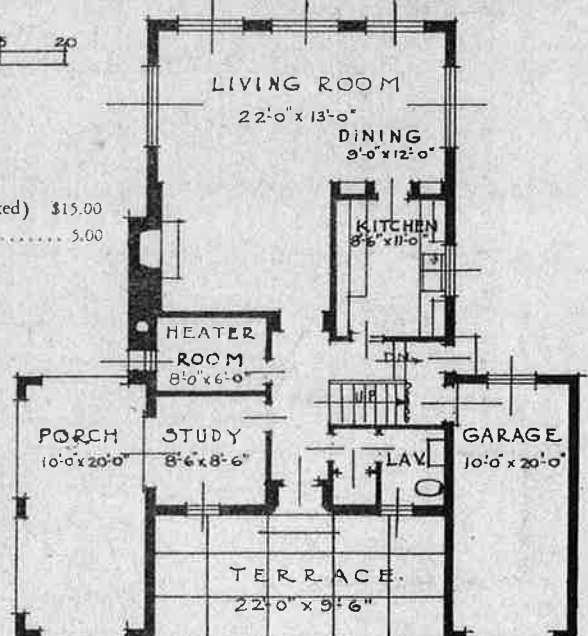 20
LIVING ROOM
22'-0" x 13'-0"
DINING
9'-0" x 12'-0"
$15.00
........ 5.00
KITCHEN
8'-6" x 11'-0"
HEATER
ROOM
8'-0" x 6'-0"
DN.
UP
PORCH
10'-0" x 20'-0"
STUDY
8'-6" x 8'-6"
LAV.
GARAGE
10'-0" x 20'-0"
TERRACE
22'-0" x 9'-6"